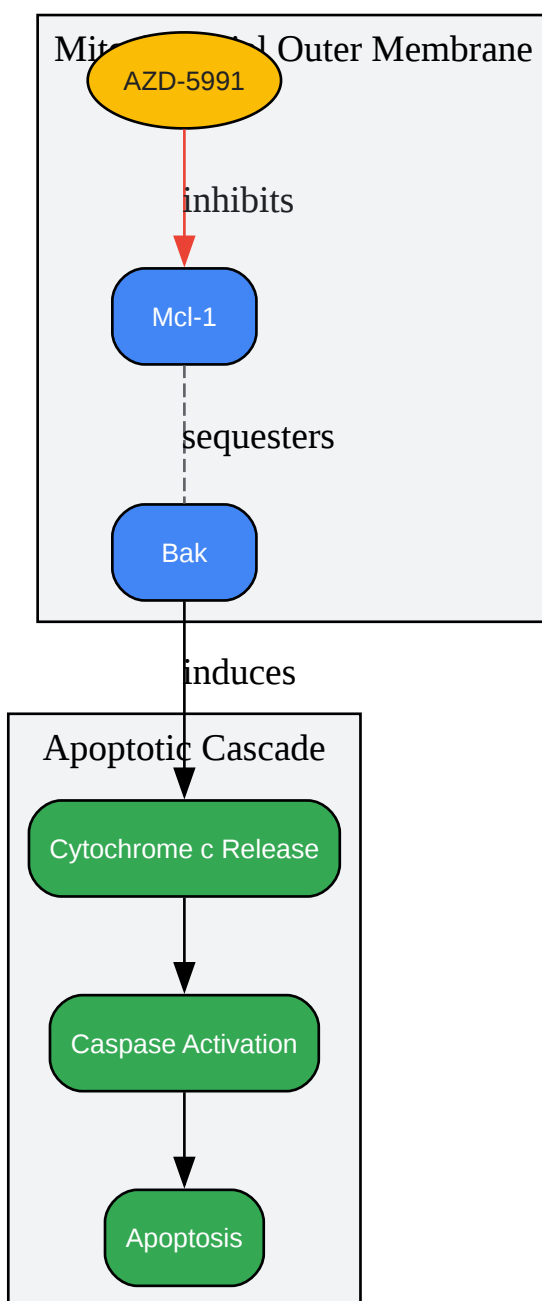 Outer Membrane
AZD-5991
inhibits
Mcl-1
sequesters
Bak
induces
Apoptotic Cascade
Cytochrome c Release
Caspase Activation
Apoptosis